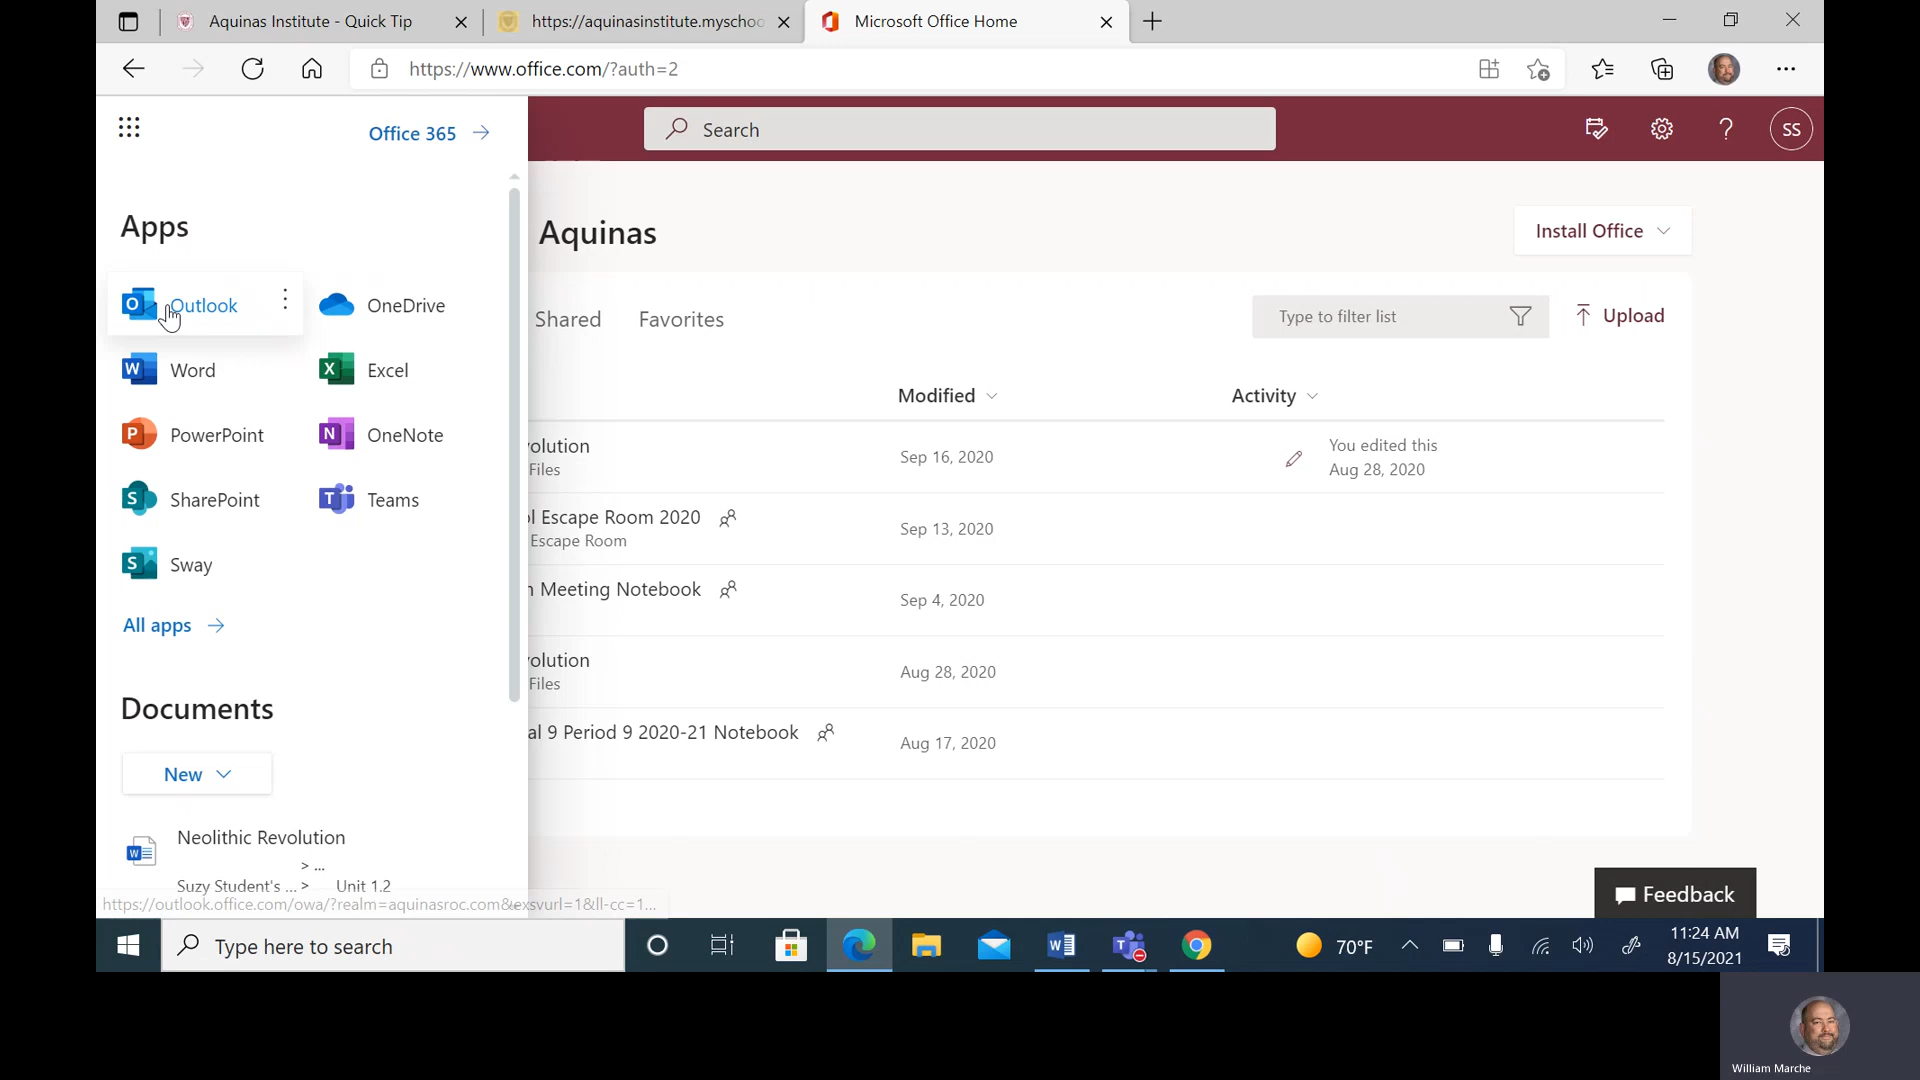 Aquinas Institute - Quick Tip
https://aquinasinstitute.myschoo
Microsoft Office Home
https://www.office.com/?auth=2
Office 365
Search
SS
Apps
Aquinas
Install Office
Outlook
OneDrive
Shared
Favorites
Type to filter list
Upload
Word
Excel
Modified
Activity
PowerPoint
OneNote
volution
Files
Sep 16, 2020
You edited this
Aug 28, 2020
SharePoint
Teams
ol Escape Room 2020
Escape Room
Sep 13, 2020
Sway
n Meeting Notebook
Sep 4, 2020
All apps
volution
Files
Aug 28, 2020
Documents
al 9 Period 9 2020-21 Notebook
Aug 17, 2020
New
Neolithic Revolution
> ...
Suzy Student's ... > Unit 1.2
https://outlook.office.com/owa/?realm=aquinasroc.com&exsvurl=1&ll-cc=1...
Feedback
Type here to search
70°F
11:24 AM
8/15/2021
William Marche